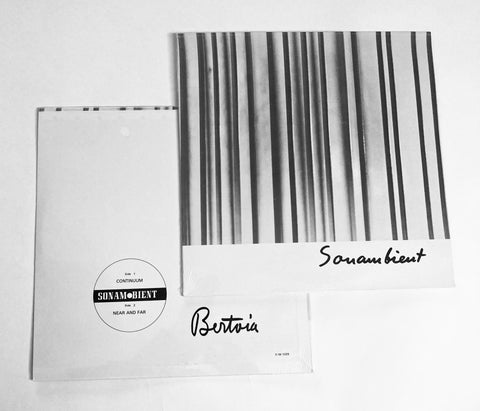 Sonambient
Side 1
CONTINUUM
SONAMBIENT
Side 2
NEAR AND FAR
Bertoia